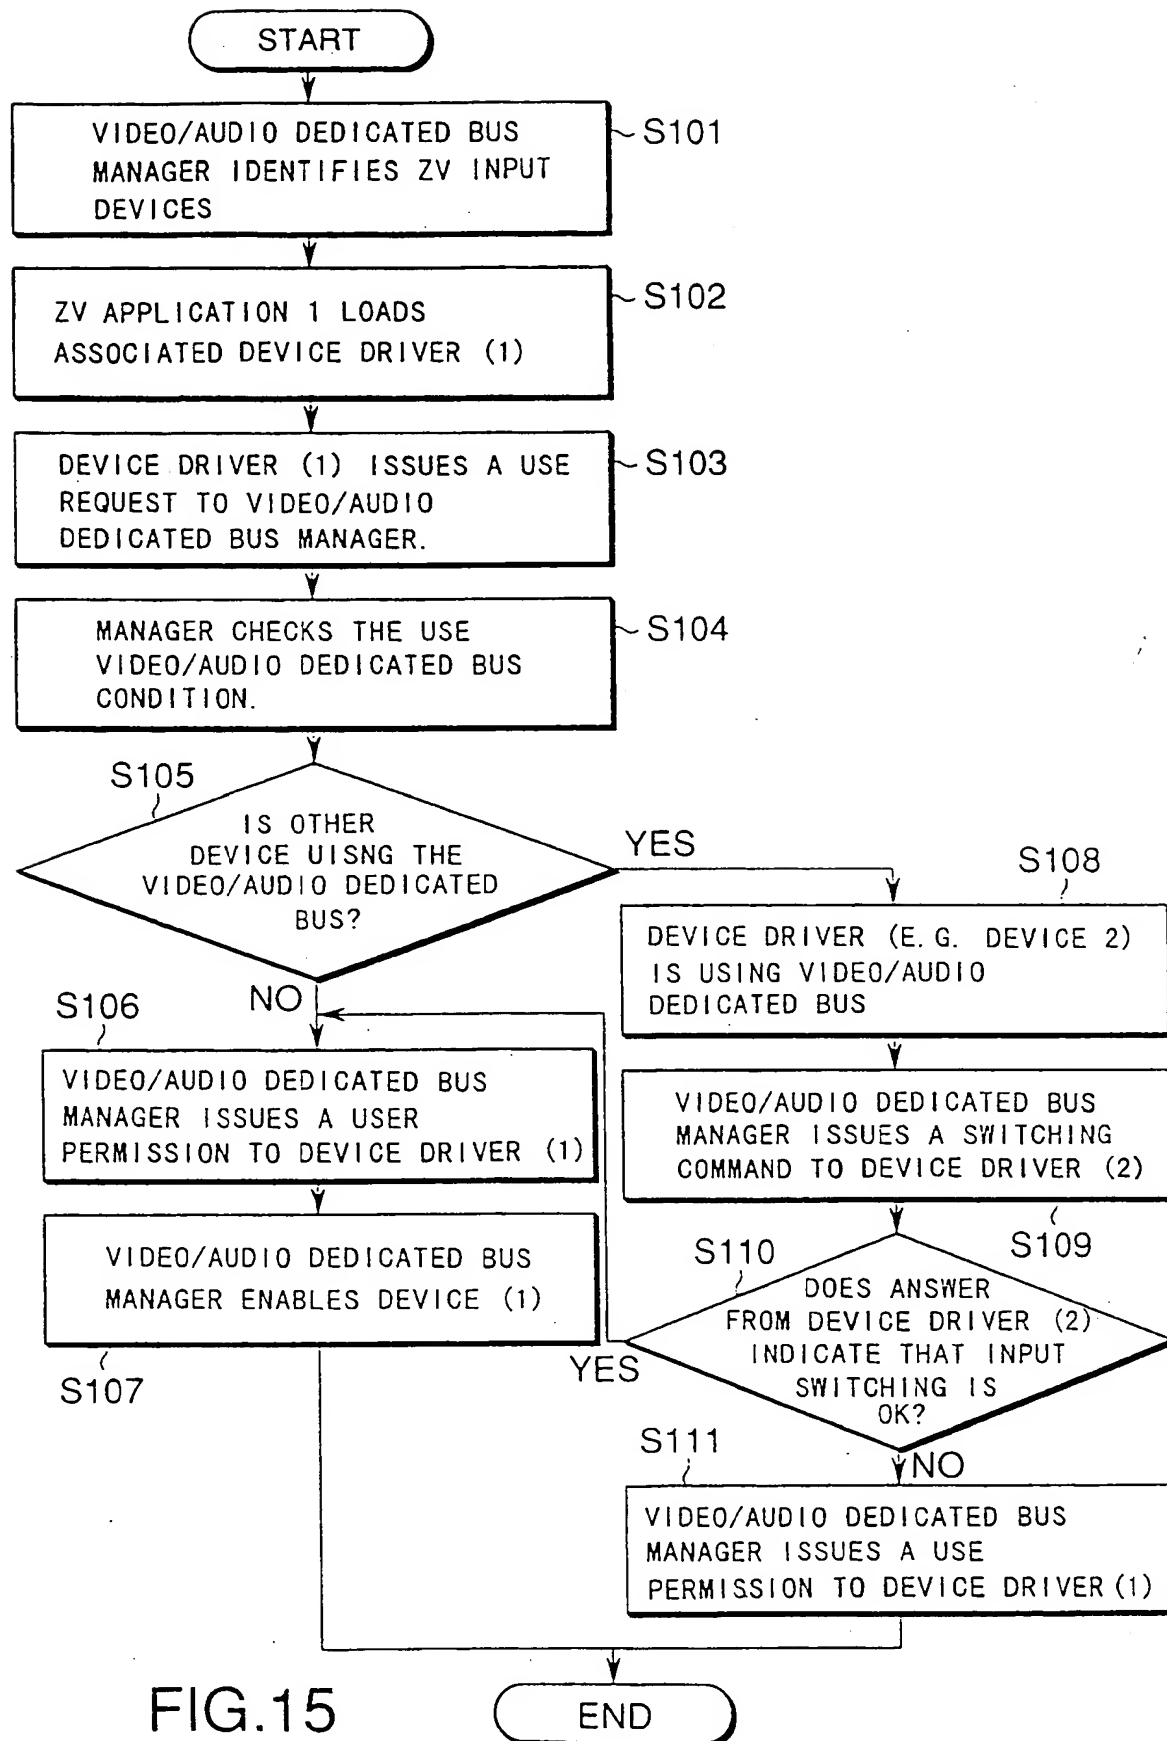 START
VIDEO/AUDIO DEDICATED BUS
MANAGER IDENTIFIES ZV INPUT
DEVICES
S101
ZV APPLICATION 1 LOADS
ASSOCIATED DEVICE DRIVER (1)
S102
DEVICE DRIVER (1) ISSUES A USE
REQUEST TO VIDEO/AUDIO
DEDICATED BUS MANAGER.
S103
MANAGER CHECKS THE USE
VIDEO/AUDIO DEDICATED BUS
CONDITION.
S104
S105
IS OTHER
DEVICE UISNG THE
VIDEO/AUDIO DEDICATED
BUS?
YES
NO
S108
DEVICE DRIVER (E.G. DEVICE 2)
IS USING VIDEO/AUDIO
DEDICATED BUS
S106
VIDEO/AUDIO DEDICATED BUS
MANAGER ISSUES A USER
PERMISSION TO DEVICE DRIVER (1)
VIDEO/AUDIO DEDICATED BUS
MANAGER ISSUES A SWITCHING
COMMAND TO DEVICE DRIVER (2)
S109
VIDEO/AUDIO DEDICATED BUS
MANAGER ENABLES DEVICE (1)
S107
S110
DOES ANSWER
FROM DEVICE DRIVER (2)
INDICATE THAT INPUT
SWITCHING IS
OK?
YES
NO
S111
VIDEO/AUDIO DEDICATED BUS
MANAGER ISSUES A USE
PERMISSION TO DEVICE DRIVER (1)
END
FIG.15